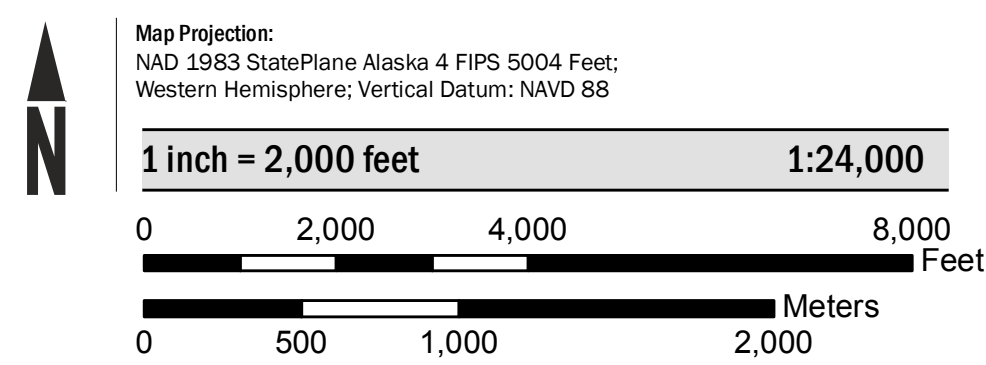 N
Map Projection:
NAD 1983 StatePlane Alaska 4 FIPS 5004 Feet;
Western Hemisphere; Vertical Datum: NAVD 88
1 inch = 2,000 feet 1:24,000
0 2,000 4,000 8,000
Feet
Meters
0 500 1,000 2,000